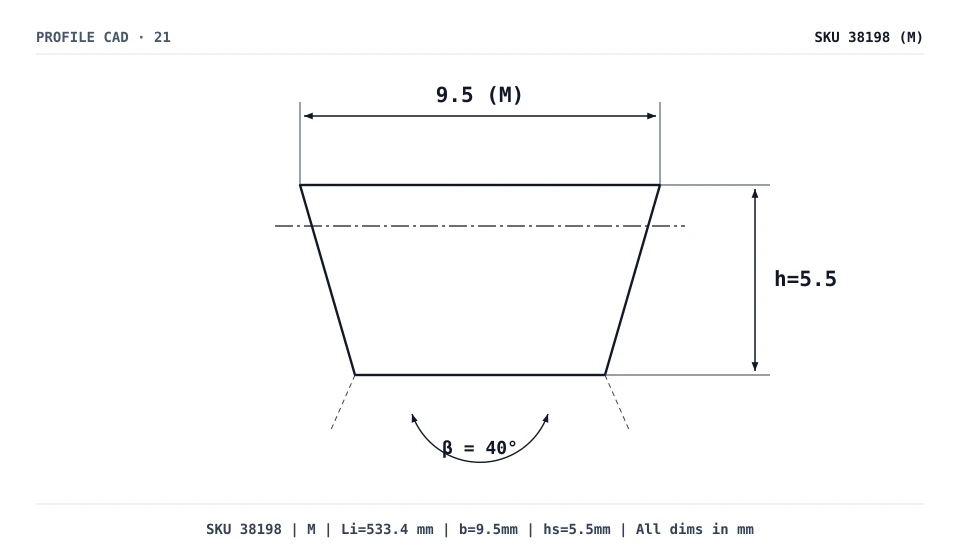 PROFILE CAD · 21
SKU 38198 (M)
9.5 (M)
h=5.5
β = 40°
SKU 38198 | M | Li=533.4 mm | b=9.5mm | hs=5.5mm | All dims in mm